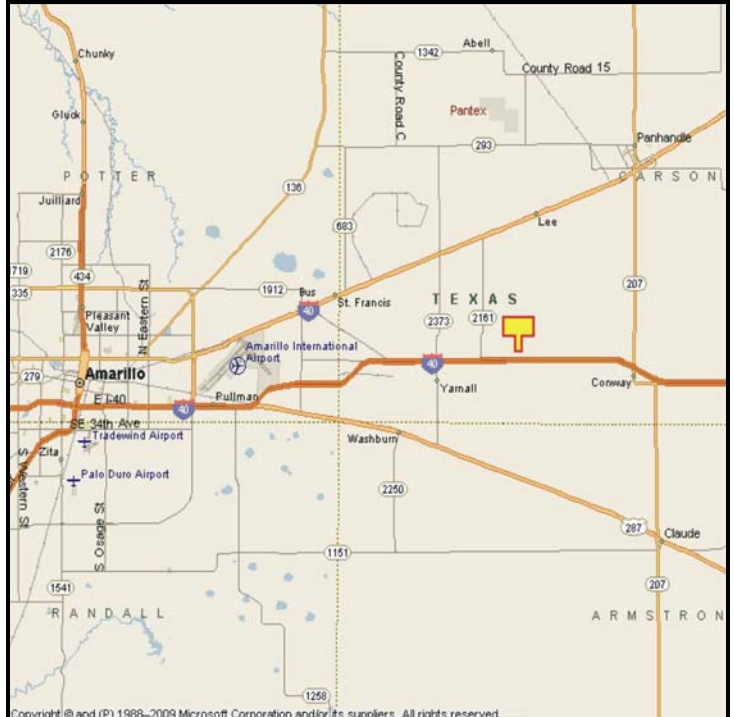 Chunky
Abell
1342
County Road 15
County Road C
Gluck
Pantex
293
Panhandle
POTTER
CARSON
136
Juilliard
Lee
683
2176
719
434
1912
207
335
Bus
40
St. Francis
TEXAS
Pleasant
Valley
N Eastern St
2373
2161
Amarillo International
Airport
279
Amarillo
40
Yarnall
Conway
E I-40
40
Pullman
SE 34th Ave
Tradewind Airport
Washburn
Zita
S Western St
Palo Duro Airport
2250
S Osage St
287
Claude
1151
1541
207
RANDALL
ARMSTRON
1258
Copyright © and (P) 1988–2009 Microsoft Corporation and/or its suppliers. All rights reserved.